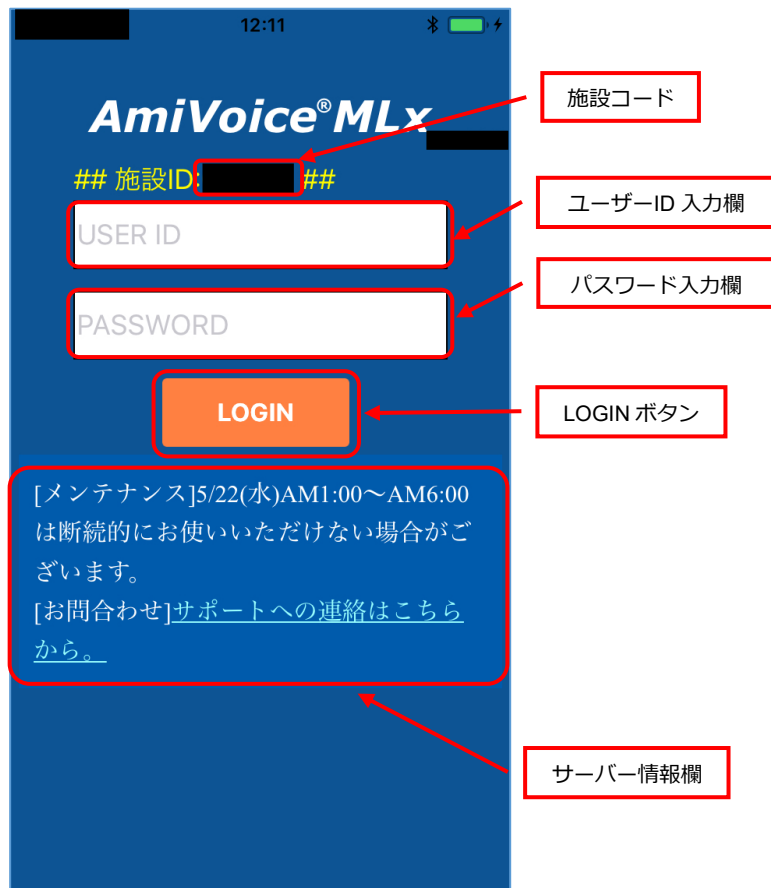 12:11
AmiVoice®MLx
施設コード
## 施設ID: ##
USER ID
ユーザーID 入力欄
PASSWORD
パスワード入力欄
LOGIN
LOGIN ボタン
[メンテナンス]5/22(水)AM1:00〜AM6:00
は断続的にお使いいただけない場合がご
ざいます。
[お問合わせ]サポートへの連絡はこちら
から。
サーバー情報欄